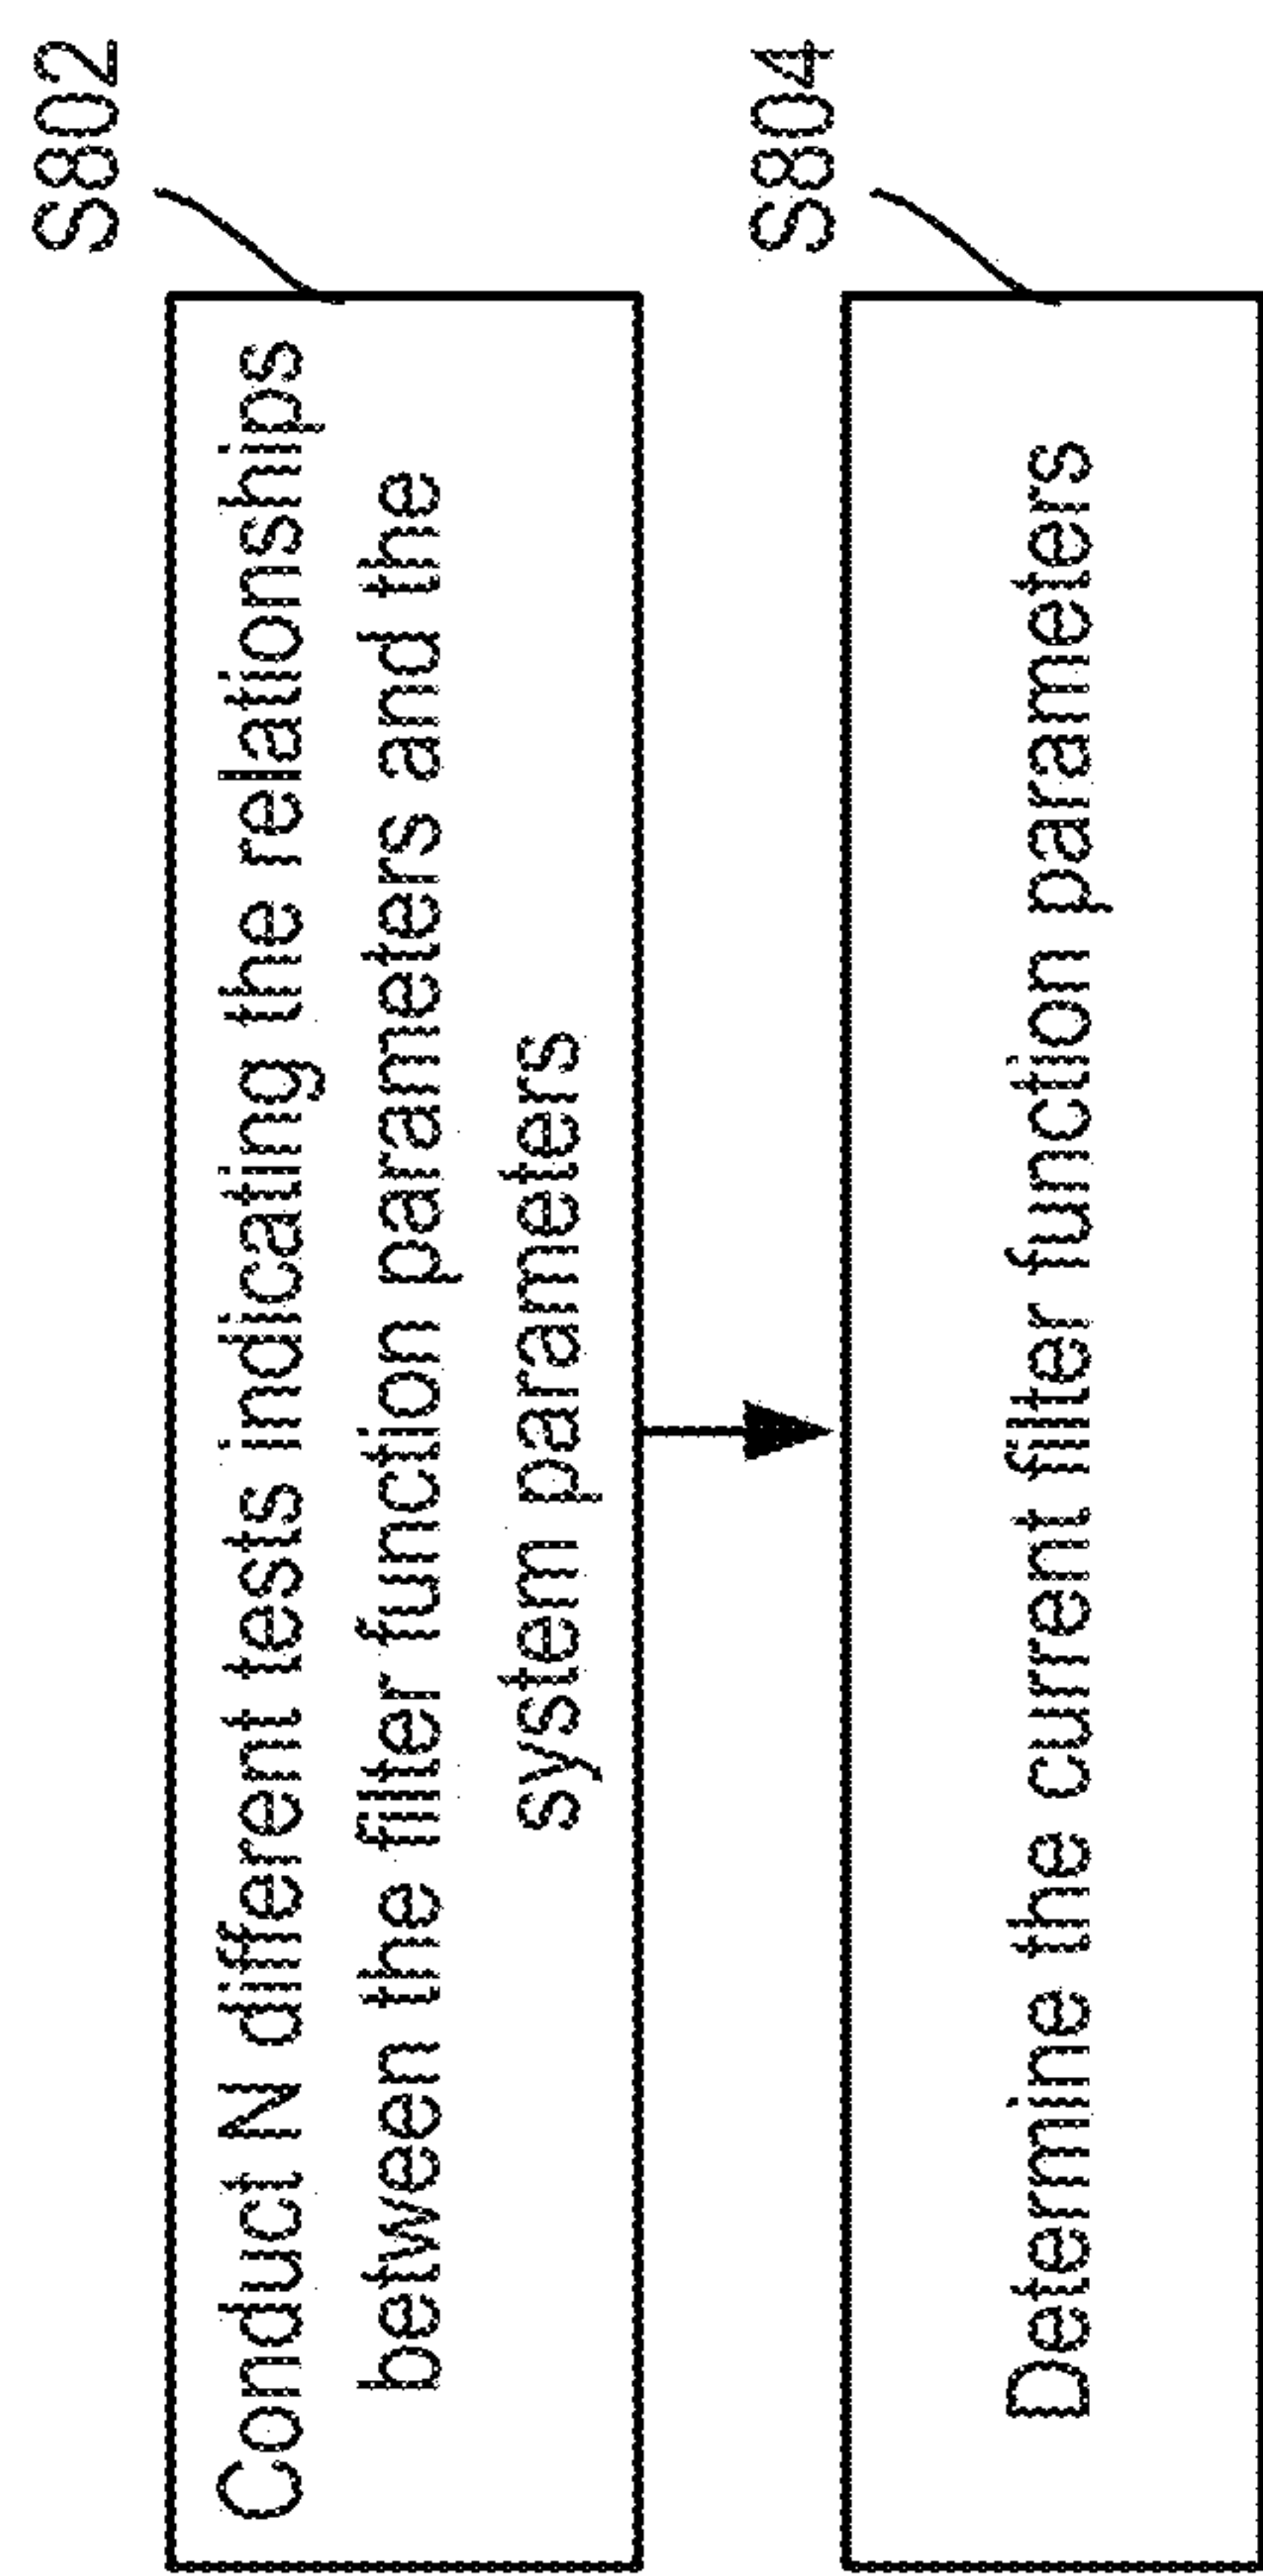 S802
Conduct N different tests indicating the relationships
between the filter function parameters and the
system parameters
S804
Determine the current filter function parameters